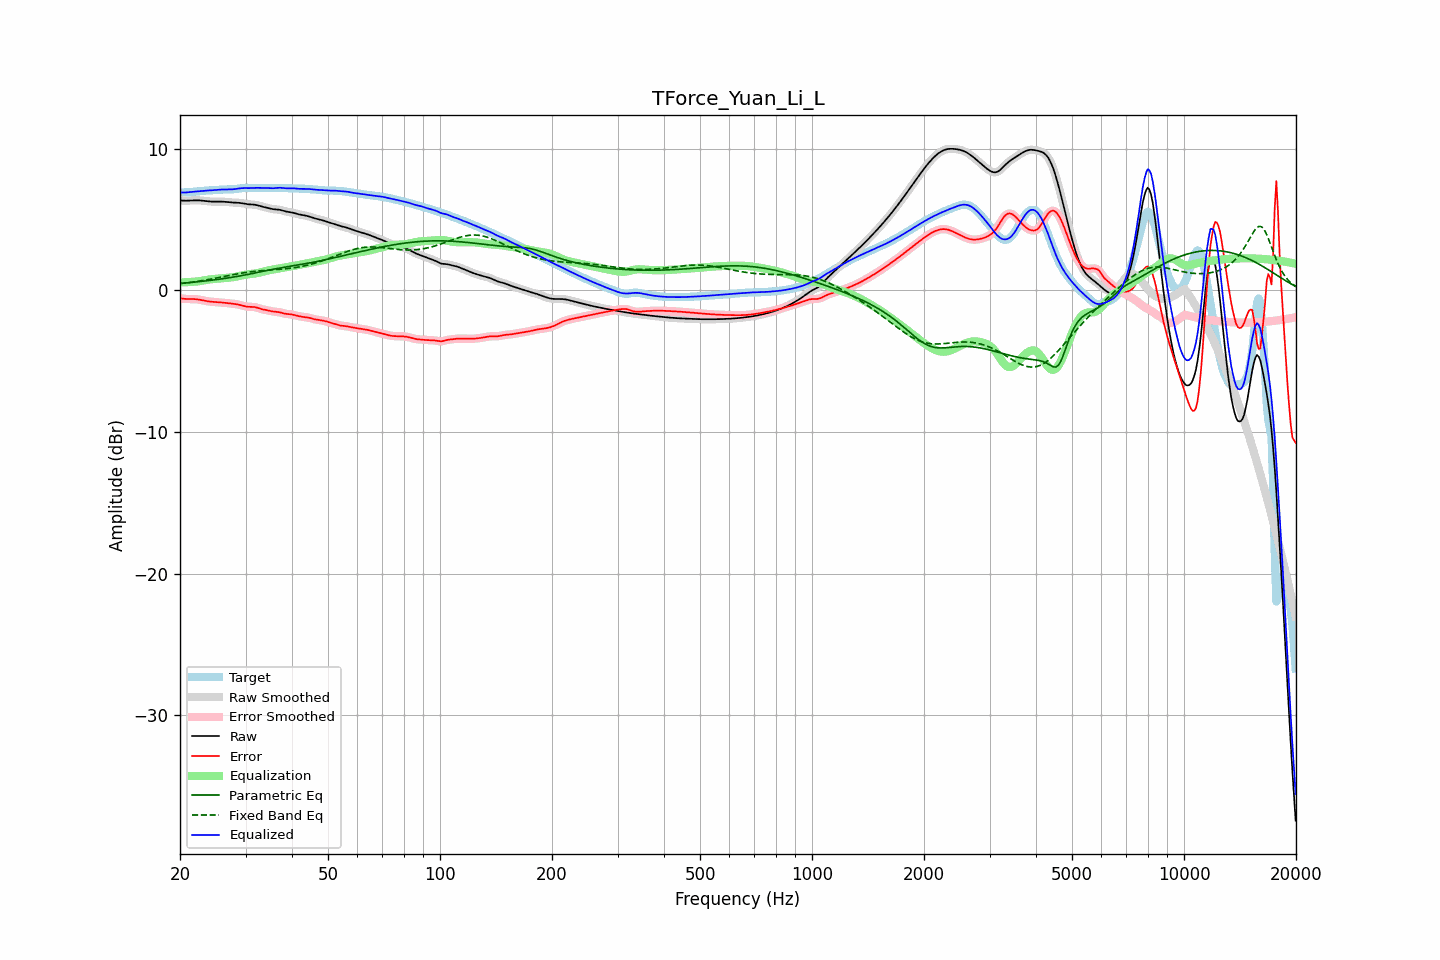 TForce_Yuan_Li_L
10
0
−10
−20
−30
Amplitude (dBr)
Target
Raw Smoothed
Error Smoothed
Raw
Error
Equalization
Parametric Eq
Fixed Band Eq
Equalized
20 50 100 200 500 1000 2000 5000 10000 20000
Frequency (Hz)